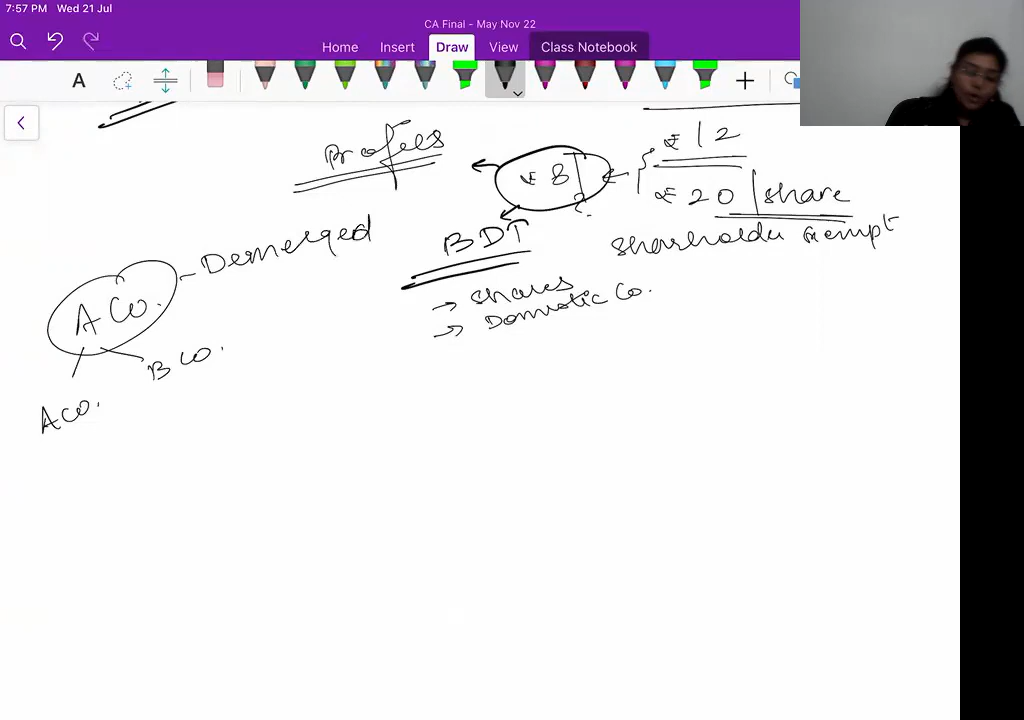 7:57 PM Wed 21 Jul
CA Final - May Nov 22
Home Insert Draw View Class Notebook
A
Profits
₹ 8
?
₹ 12
₹ 20 / share
Shareholder exempt
BDT
→ Shares
→ Domestic Co.
A Co. - Demerged
B Co.
A Co.